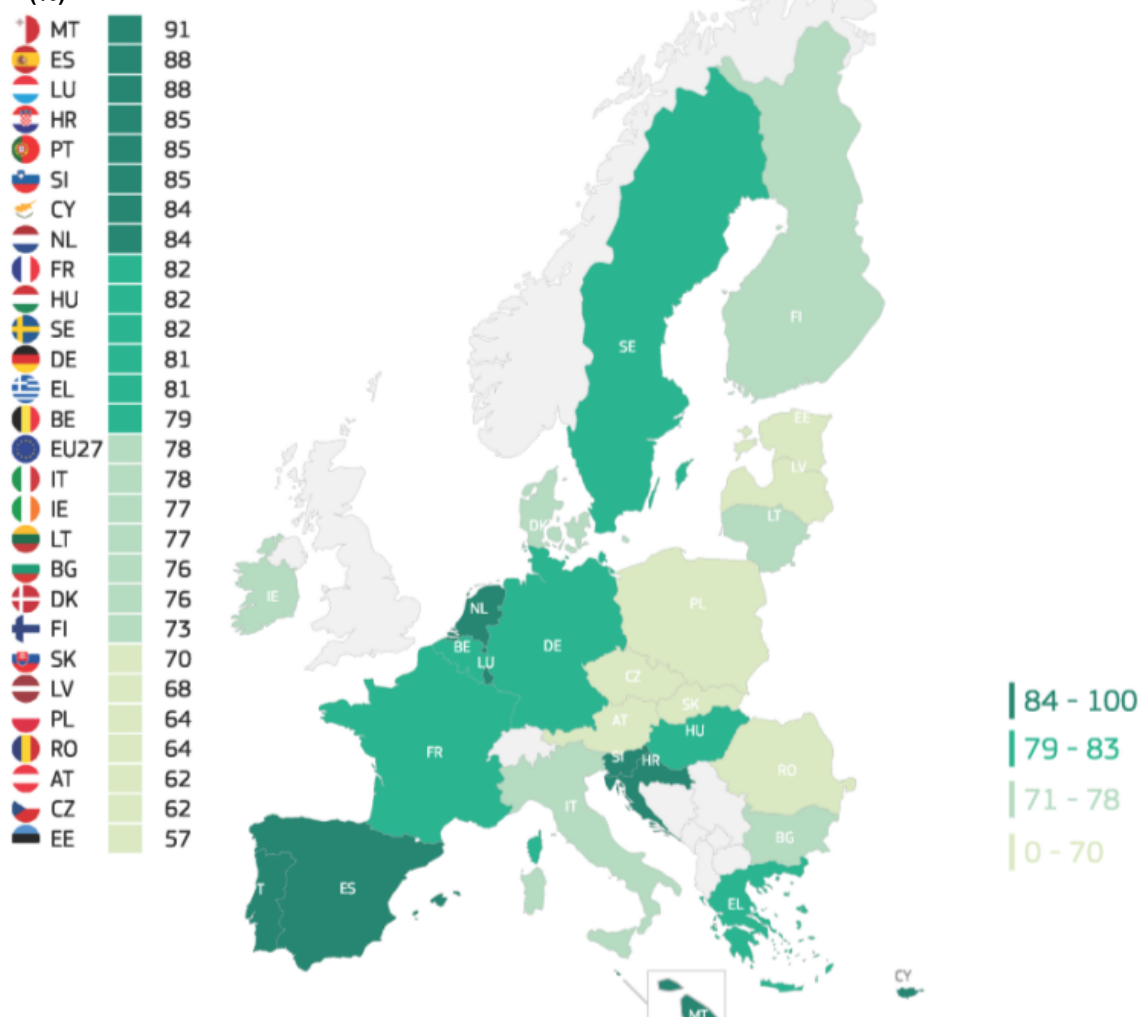 (%)
MT 91
ES 88
LU 88
HR 85
PT 85
SI 85
CY 84
NL 84
FR 82
HU 82
SE 82
DE 81
EL 81
BE 79
EU27 78
IT 78
IE 77
LT 77
BG 76
DK 76
FI 73
SK 70
LV 68
PL 64
RO 64
AT 62
CZ 62
EE 57
FI
SE
EE
LV
LT
DK
IE
PL
NL
DE
BE
LU
CZ
SK
AT
HU
FR
SI
HR
RO
IT
BG
T
ES
EL
CY
MT
84 - 100
79 - 83
71 - 78
0 - 70